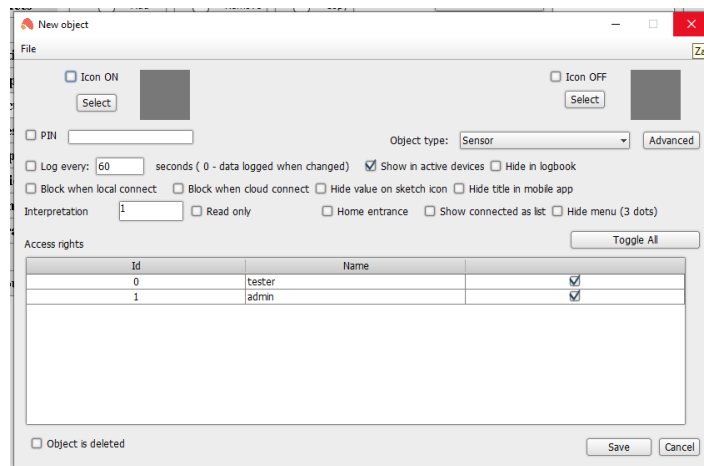 New object
File
Icon ON
Icon OFF
Select
Select
PIN
Object type: Sensor Advanced
Log every: 60 seconds ( 0 - data logged when changed) Show in active devices Hide in logbook
Block when local connect Block when cloud connect Hide value on sketch icon Hide title in mobile app
Interpretation 1 Read only Home entrance Show connected as list Hide menu (3 dots)
Access rights Toggle All
Id Name
0 tester
1 admin
Object is deleted
Save Cancel